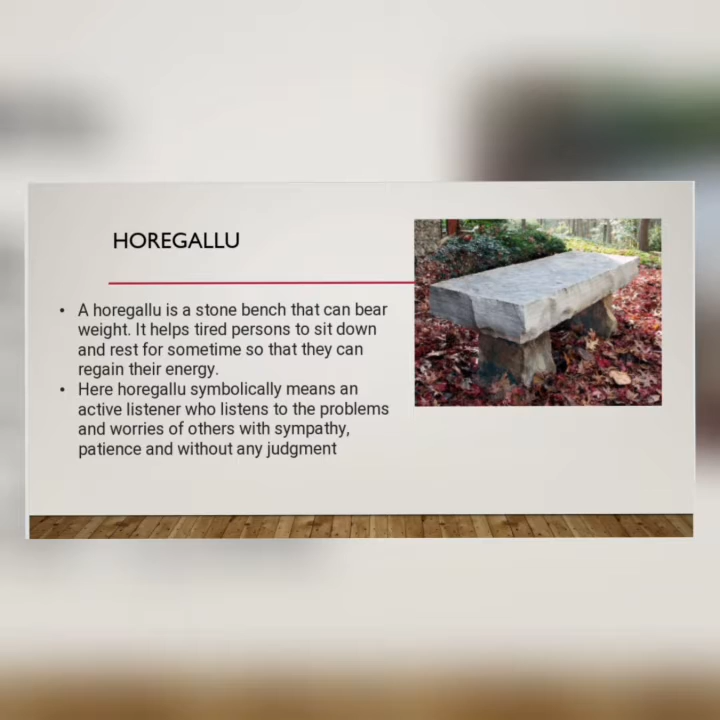 HOREGALLU
• A horegallu is a stone bench that can bear
weight. It helps tired persons to sit down
and rest for sometime so that they can
regain their energy.
• Here horegallu symbolically means an
active listener who listens to the problems
and worries of others with sympathy,
patience and without any judgment